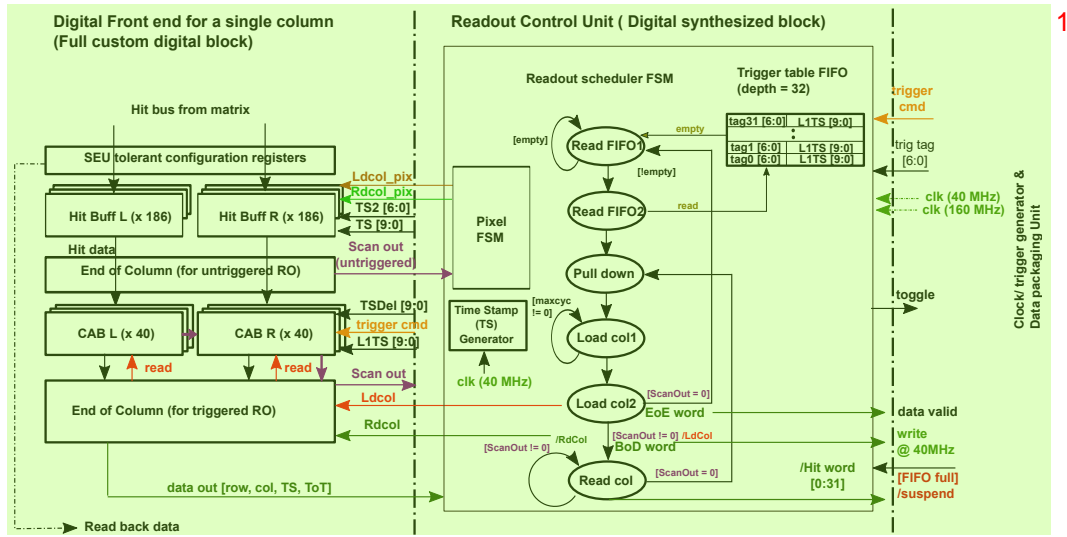 Digital Front end for a single column
(Full custom digital block)
Readout Control Unit ( Digital synthesized block)
1
Hit bus from matrix
SEU tolerant configuration registers
Hit Buff L (x 186)
Hit Buff R (x 186)
Ldcol_pix
Rdcol_pix
TS2 [6:0]
TS [9:0]
Hit data
Scan out
(untriggered)
End of Column (for untriggered RO)
TSDel [9:0]
trigger cmd
L1TS [9:0]
CAB L (x 40)
CAB R (x 40)
read
read
Scan out
Ldcol
Rdcol
End of Column (for triggered RO)
data out [row, col, TS, ToT]
Read back data
Readout scheduler FSM
Trigger table FIFO
(depth = 32)
tag31 [6:0]
L1TS [9:0]
:
tag1 [6:0]
L1TS [9:0]
tag0 [6:0]
L1TS [9:0]
[empty]
empty
Read FIFO1
[!empty]
Read FIFO2
read
Pixel
FSM
Pull down
Time Stamp
(TS)
Generator
clk (40 MHz)
[maxcyc
!= 0]
Load col1
Load col2
[ScanOut = 0]
EoE word
[ScanOut != 0] /LdCol
BoD word
/RdCol
[ScanOut != 0]
Read col
[ScanOut = 0]
/Hit word
[0:31]
trigger
cmd
trig tag
[6:0]
clk (40 MHz)
clk (160 MHz)
toggle
data valid
write
@ 40MHz
[FIFO full]
/suspend
Clock/ trigger generator &
Data packaging Unit